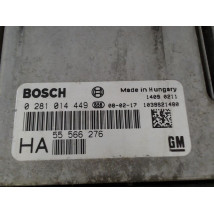 BOSCH
Made in Hungary
1409 0211
0 281 014 449
08-02-17
1039S21480
HA 55 566 276
GM